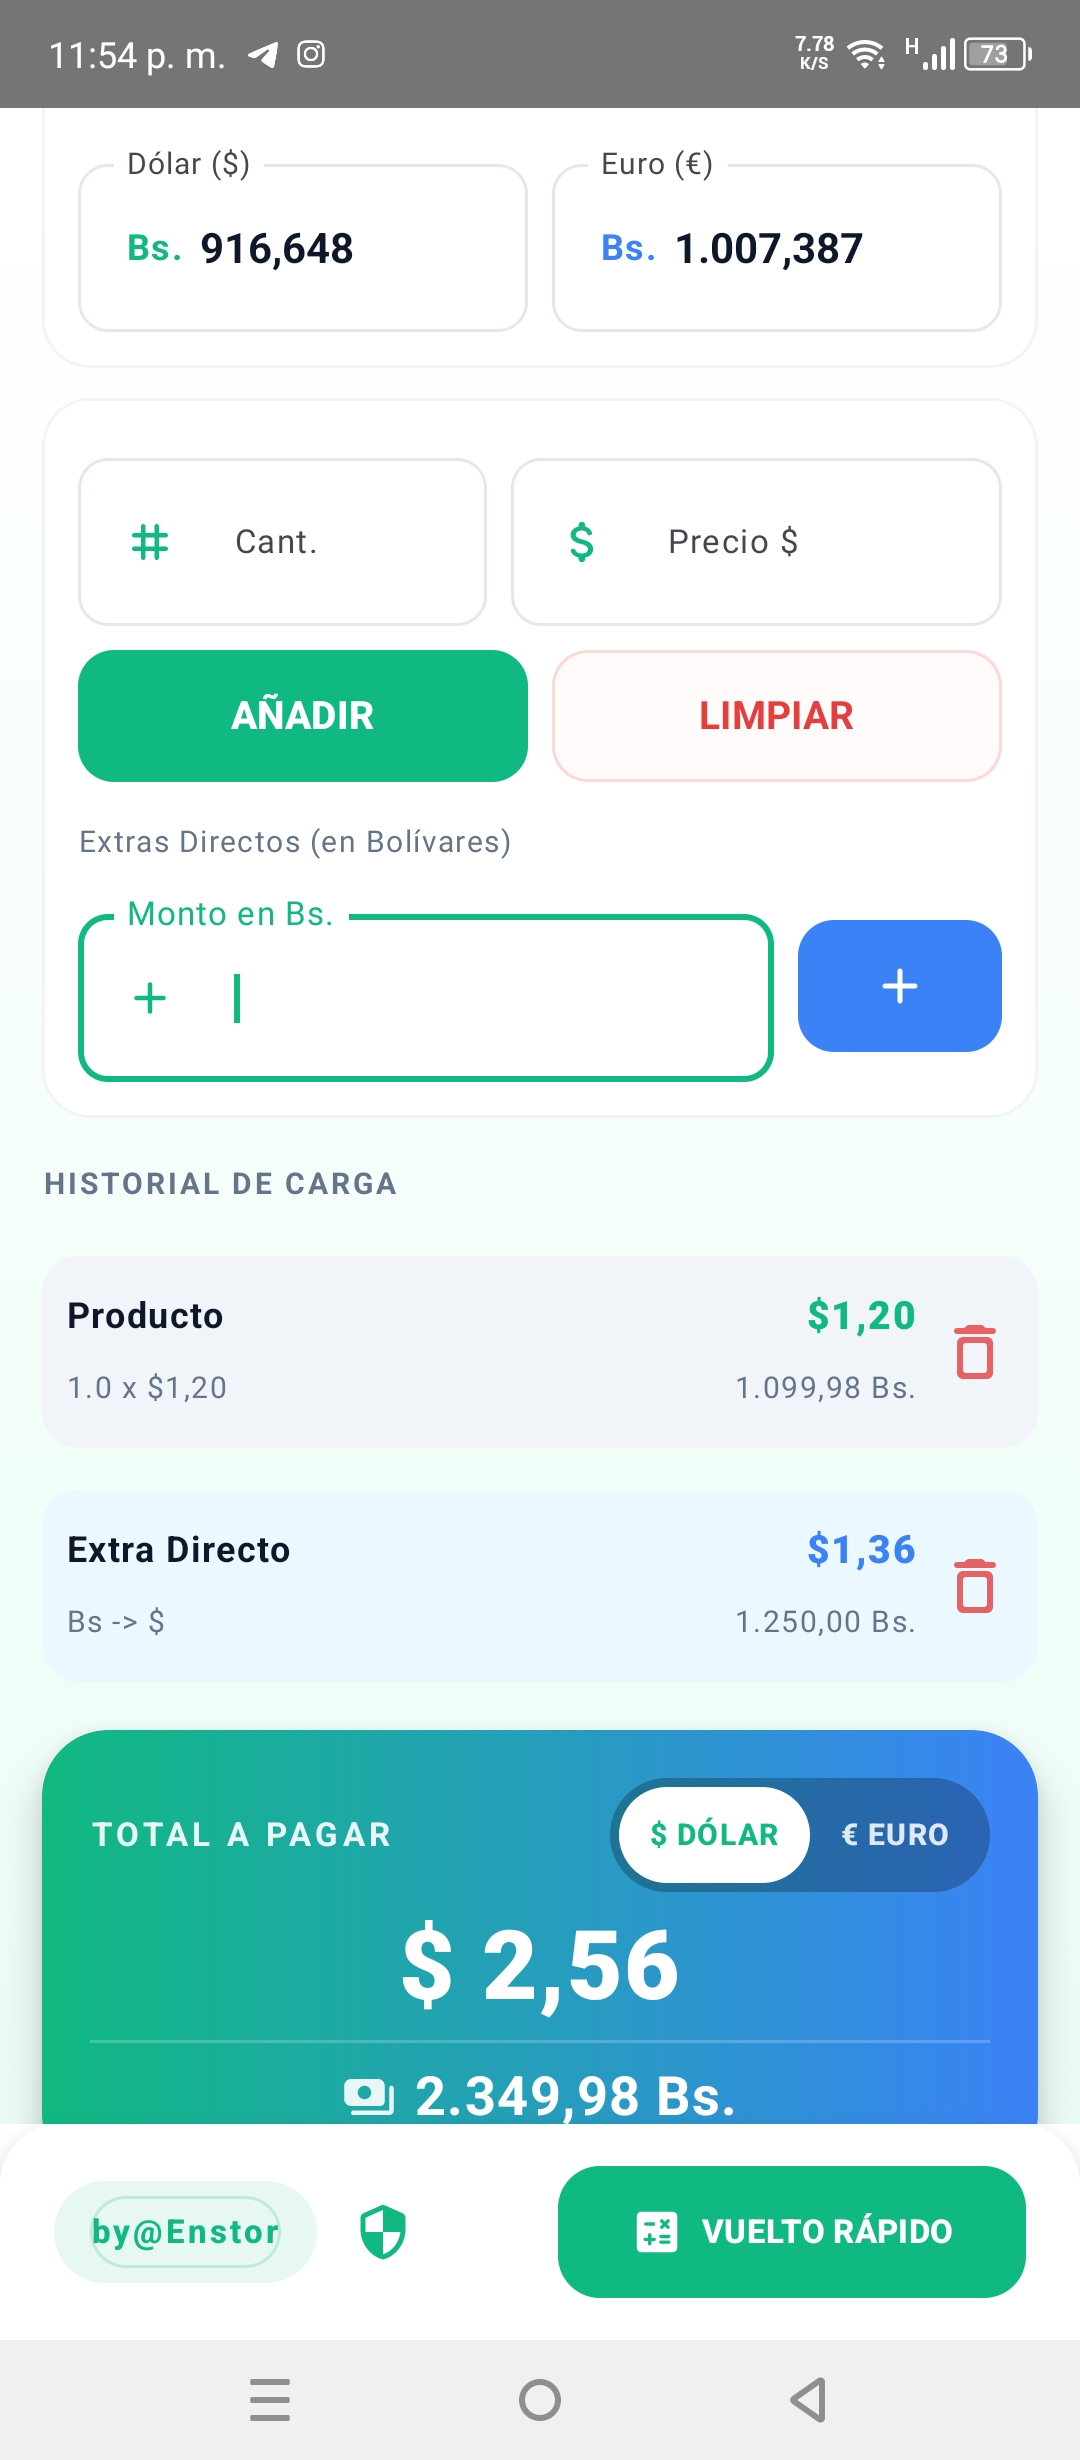 11:54 p. m.
7.78 K/S
H
73
Dólar ($)
Euro (€)
Bs. 916,648
Bs. 1.007,387
Cant.
$ Precio $
AÑADIR
LIMPIAR
Extras Directos (en Bolívares)
Monto en Bs.
+
+
HISTORIAL DE CARGA
Producto
$1,20
1.0 x $1,20
1.099,98 Bs.
Extra Directo
$1,36
Bs -> $
1.250,00 Bs.
TOTAL A PAGAR
$ DÓLAR
€ EURO
$ 2,56
2.349,98 Bs.
by@Enstor
VUELTO RÁPIDO